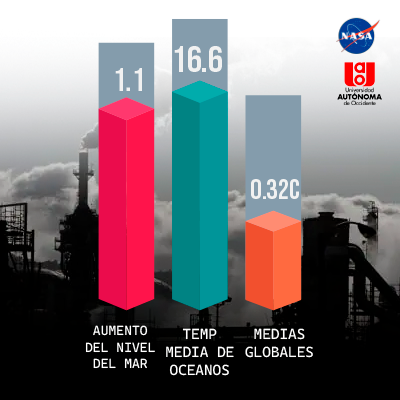 NASA
Universidad
AUTÓNOMA
de Occidente
1.1
16.6
0.32C
AUMENTO
DEL NIVEL
DEL MAR
TEMP
MEDIA DE
OCEANOS
MEDIAS
GLOBALES